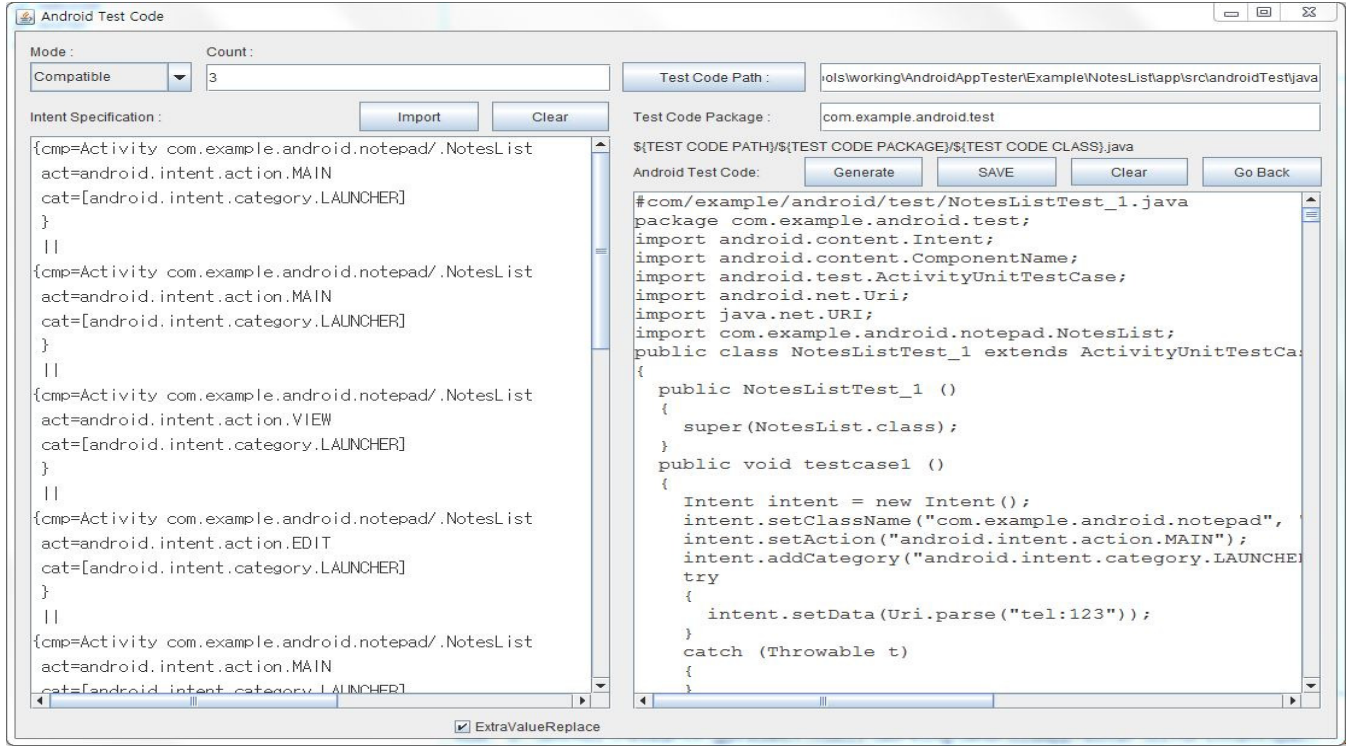 Android Test Code
Mode :
Count :
Compatible
3
Test Code Path :
ols\working\AndroidAppTester\Example\NotesList\app\src\androidTest\java
Intent Specification :
Import
Clear
Test Code Package :
com.example.android.test
${TEST CODE PATH}/${TEST CODE PACKAGE}/${TEST CODE CLASS}.java
Android Test Code:
Generate
SAVE
Clear
Go Back
{cmp=Activity com.example.android.notepad/.NotesList
act=android.intent.action.MAIN
cat=[android.intent.category.LAUNCHER]
}
||
{cmp=Activity com.example.android.notepad/.NotesList
act=android.intent.action.MAIN
cat=[android.intent.category.LAUNCHER]
}
||
{cmp=Activity com.example.android.notepad/.NotesList
act=android.intent.action.VIEW
cat=[android.intent.category.LAUNCHER]
}
||
{cmp=Activity com.example.android.notepad/.NotesList
act=android.intent.action.EDIT
cat=[android.intent.category.LAUNCHER]
}
||
{cmp=Activity com.example.android.notepad/.NotesList
act=android.intent.action.MAIN
cat=[android.intent.category.LAUNCHER]
#com/example/android/test/NotesListTest_1.java
package com.example.android.test;
import android.content.Intent;
import android.content.ComponentName;
import android.test.ActivityUnitTestCase;
import android.net.Uri;
import java.net.URI;
import com.example.android.notepad.NotesList;
public class NotesListTest_1 extends ActivityUnitTestCa
{
public NotesListTest_1 ()
{
super(NotesList.class);
}
public void testcase1 ()
{
Intent intent = new Intent();
intent.setClassName("com.example.android.notepad", "
intent.setAction("android.intent.action.MAIN");
intent.addCategory("android.intent.category.LAUNCHE
try
{
intent.setData(Uri.parse("tel:123"));
}
catch (Throwable t)
{
}
ExtraValueReplace